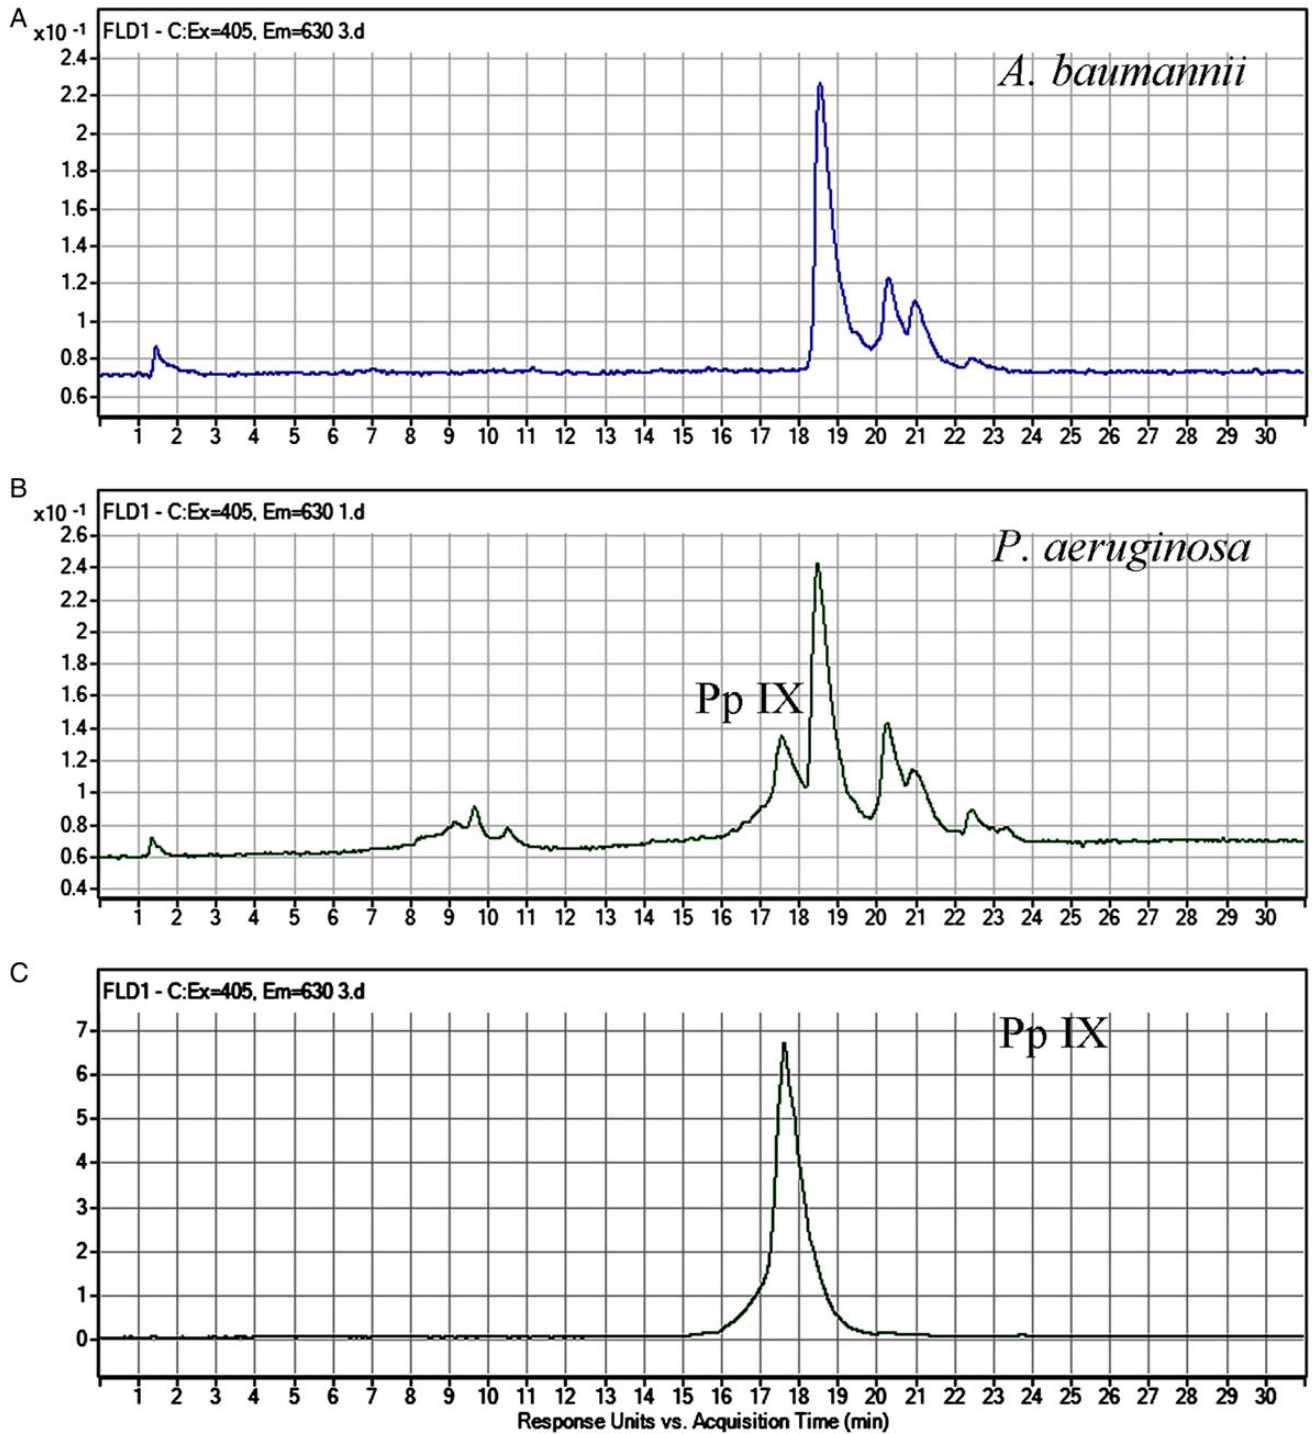 A
x10 -1
FLD1 - C:Ex=405, Em=630 3.d
A. baumannii
2.4
2.2
2
1.8
1.6
1.4
1.2
1
0.8
0.6
1 2 3 4 5 6 7 8 9 10 11 12 13 14 15 16 17 18 19 20 21 22 23 24 25 26 27 28 29 30
B
x10 -1
FLD1 - C:Ex=405, Em=630 1.d
P. aeruginosa
Pp IX
2.6
2.4
2.2
2
1.8
1.6
1.4
1.2
1
0.8
0.6
0.4
1 2 3 4 5 6 7 8 9 10 11 12 13 14 15 16 17 18 19 20 21 22 23 24 25 26 27 28 29 30
C
FLD1 - C:Ex=405, Em=630 3.d
Pp IX
7
6
5
4
3
2
1
0
1 2 3 4 5 6 7 8 9 10 11 12 13 14 15 16 17 18 19 20 21 22 23 24 25 26 27 28 29 30
Response Units vs. Acquisition Time (min)